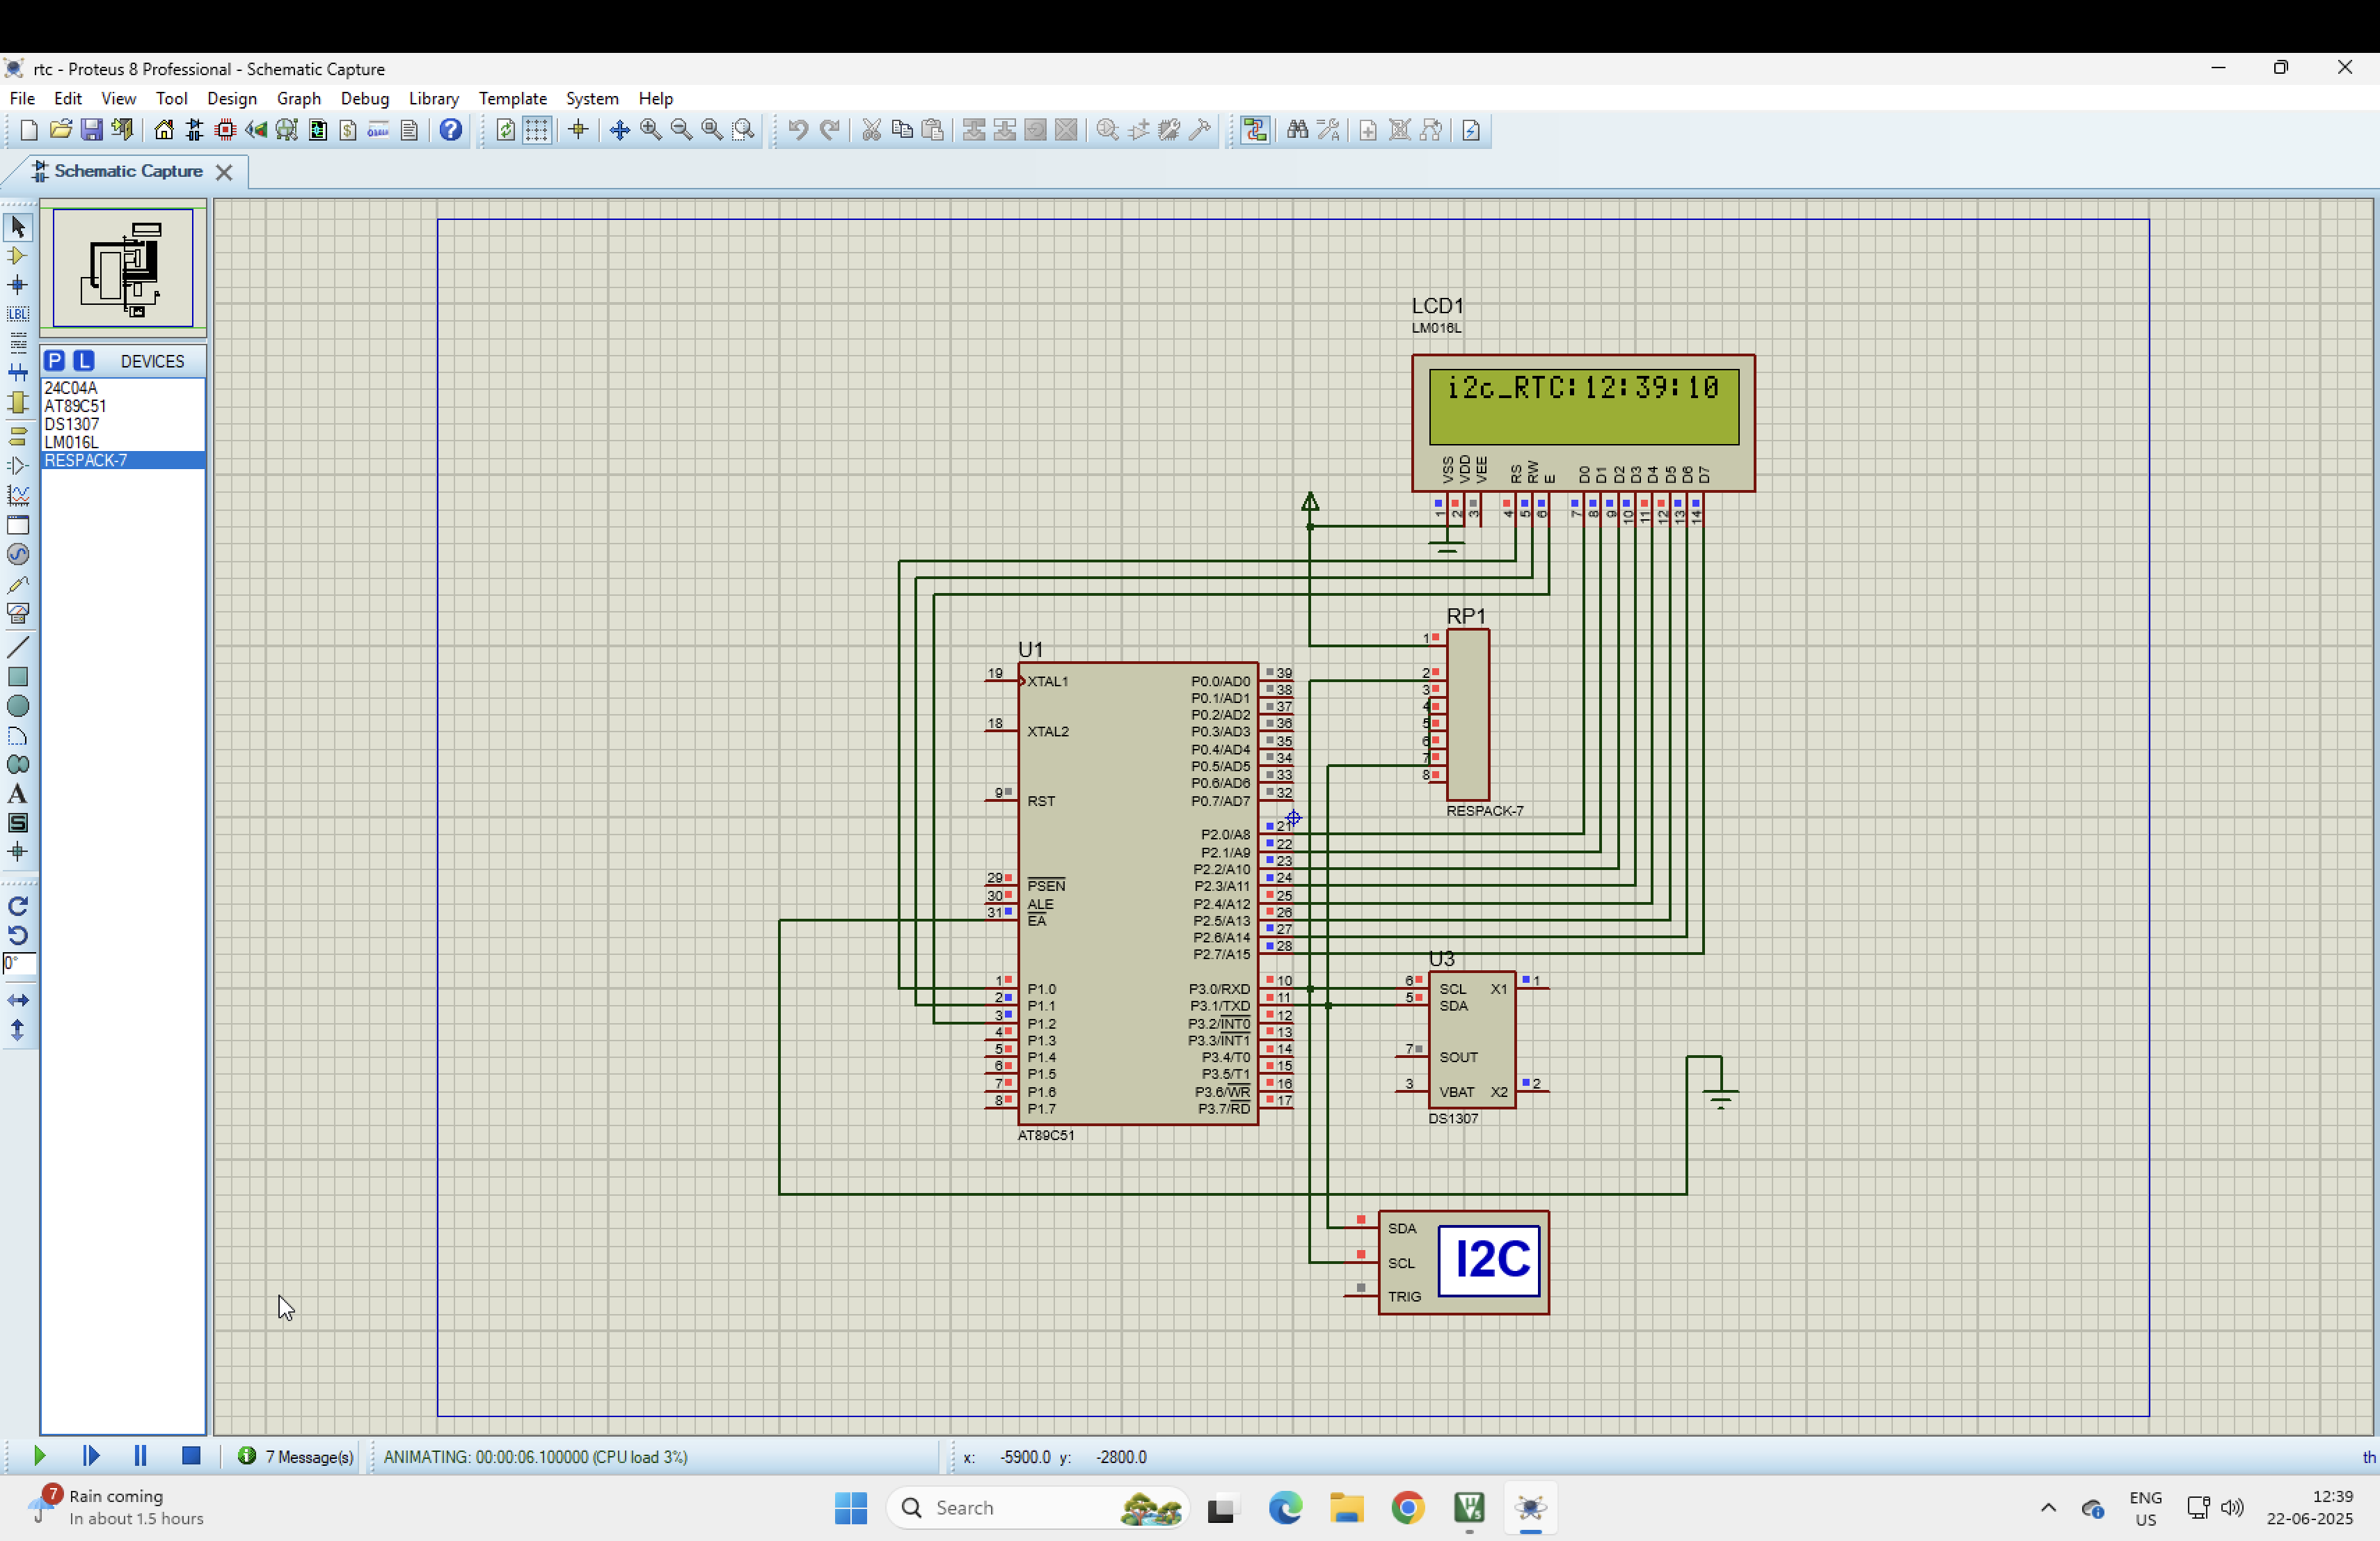 rtc - Proteus 8 Professional - Schematic Capture
File Edit View Tool Design Graph Debug Library Template System Help
Schematic Capture
P L DEVICES
24C04A
AT89C51
DS1307
LM016L
RESPACK-7
LBL
A
S
0°
LCD1
LM016L
i2c_RTC:12:39:10
VSS VDD VEE RS RW E D0 D1 D2 D3 D4 D5 D6 D7
1 2 3 4 5 6 7 8 9 10 11 12 13 14
RP1
1
2
3
4
5
6
7
8
RESPACK-7
U1
19 XTAL1 P0.0/AD0 39
P0.1/AD1 38
P0.2/AD2 37
18 XTAL2 P0.3/AD3 36
P0.4/AD4 35
P0.5/AD5 34
P0.6/AD6 33
9 RST P0.7/AD7 32
P2.0/A8 21
P2.1/A9 22
P2.2/A10 23
29 PSEN P2.3/A11 24
30 ALE P2.4/A12 25
31 EA P2.5/A13 26
P2.6/A14 27
P2.7/A15 28
1 P1.0 P3.0/RXD 10
2 P1.1 P3.1/TXD 11
3 P1.2 P3.2/INT0 12
4 P1.3 P3.3/INT1 13
5 P1.4 P3.4/T0 14
6 P1.5 P3.5/T1 15
7 P1.6 P3.6/WR 16
8 P1.7 P3.7/RD 17
AT89C51
U3
6 SCL X1 1
5 SDA
7 SOUT
3 VBAT X2 2
DS1307
SDA
SCL
TRIG
I2C
7 Message(s) ANIMATING: 00:00:06.100000 (CPU load 3%) x: -5900.0 y: -2800.0 th
7 Rain coming
In about 1.5 hours
Search
ENG
US
12:39
22-06-2025